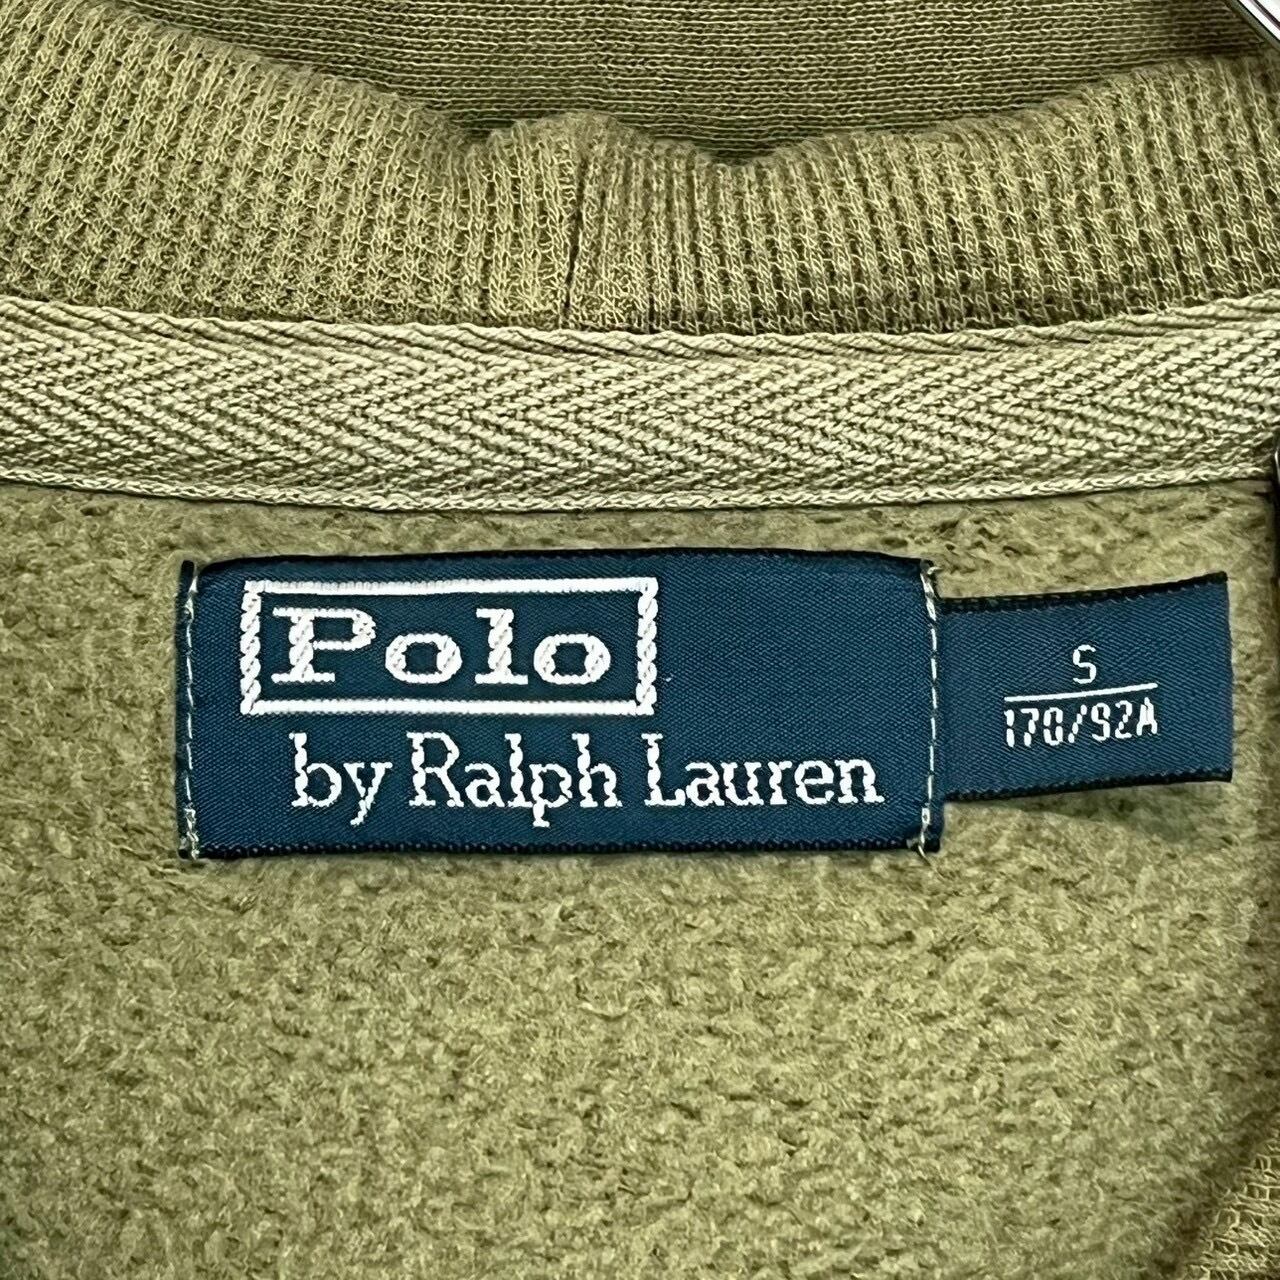 Polo
by Ralph Lauren
S
170/92A